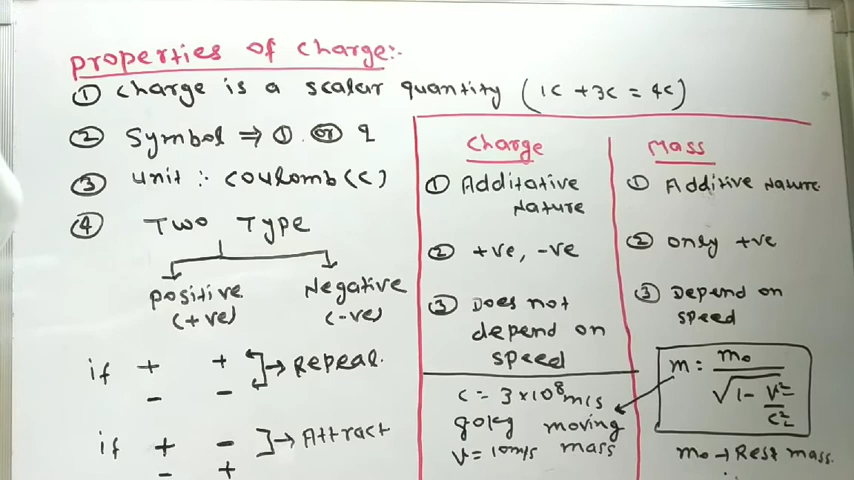 properties of charge:-
① charge is a scalar quantity (1C + 3C = 4C)
② Symbol ⇒ Q or q
③ unit :- coulomb (C)
④ Two Type
positive (+ve)
Negative (-ve)
if + + → Repeal.
- -
if + - → Attract
- +
Charge
① Additative Nature
② +ve, -ve
③ Does not depend on speed
Mass
① Additive Nature
② only +ve
③ Depend on speed
m = m₀ / √1 - v²/c²
c = 3×10⁸ m/s
90kg moving mass
v = 10m/s
m₀ → Rest mass.